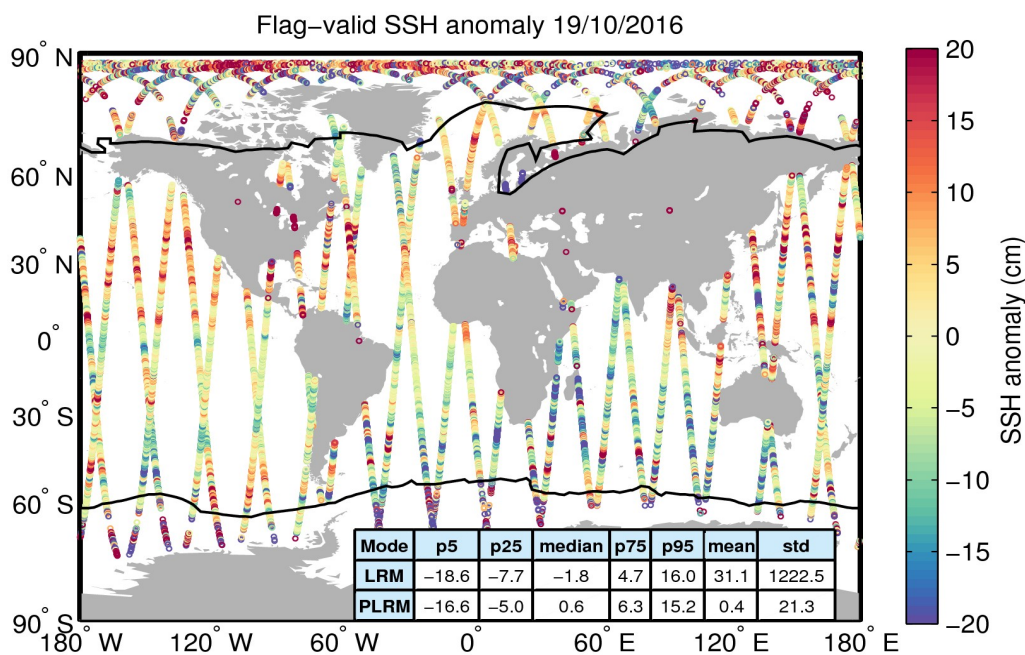 Flag−valid SSH anomaly 19/10/2016
90° N
60° N
30° N
0°
30° S
60° S
90° S
180° W
120° W
60° W
0°
60° E
120° E
180° E
Mode p5 p25 median p75 p95 mean std
LRM −18.6 −7.7 −1.8 4.7 16.0 31.1 1222.5
PLRM −16.6 −5.0 0.6 6.3 15.2 0.4 21.3
20
15
10
5
0
−5
−10
−15
−20
SSH anomaly (cm)